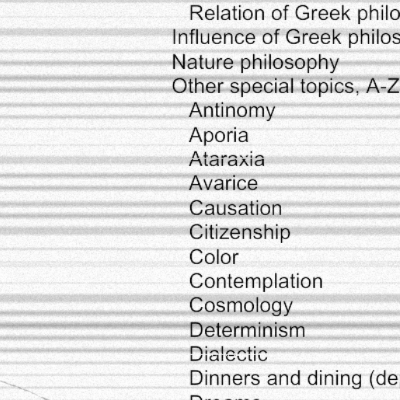 Relation of Greek philo
Influence of Greek philos
Nature philosophy
Other special topics, A-Z
Antinomy
Aporia
Ataraxia
Avarice
Causation
Citizenship
Color
Contemplation
Cosmology
Determinism
Dialectic
Dinners and dining (de